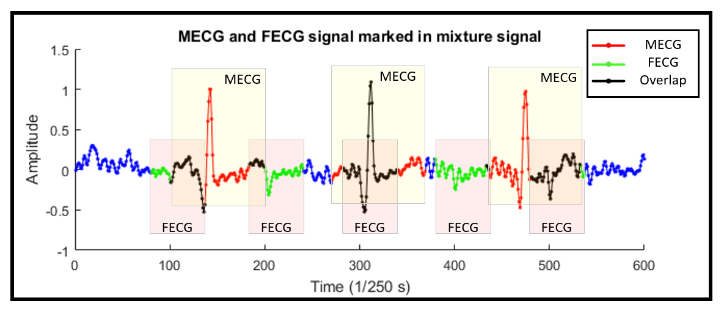 MECG and FECG signal marked in mixture signal
MECG
FECG
Overlap
1.5
1
0.5
0
-0.5
-1
Amplitude
MECG
MECG
MECG
FECG
FECG
FECG
FECG
FECG
0 100 200 300 400 500 600
Time (1/250 s)